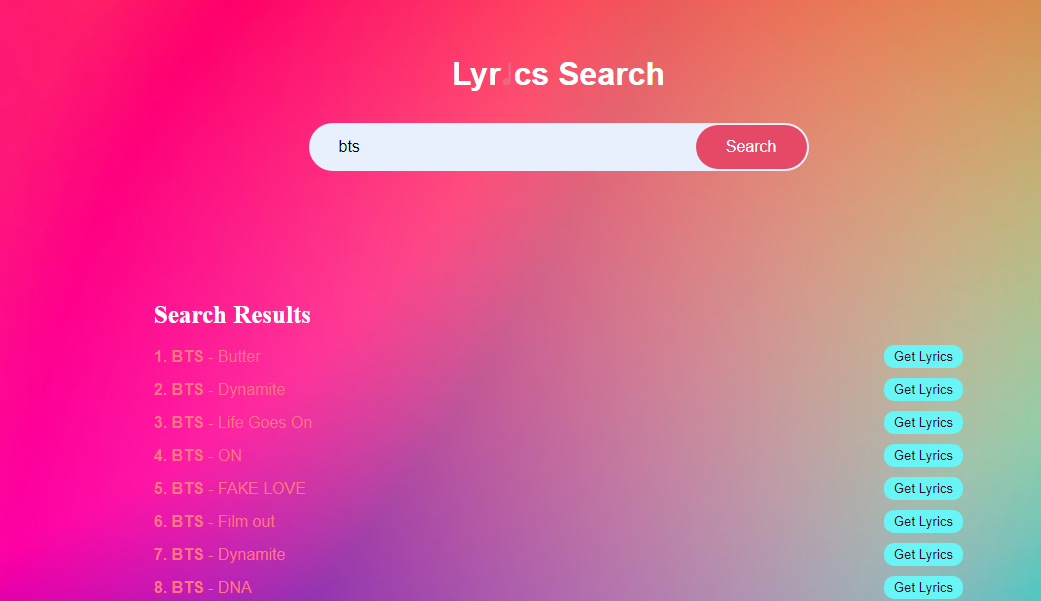 Lyr♩cs Search
bts Search
Search Results
1. BTS - Butter Get Lyrics
2. BTS - Dynamite Get Lyrics
3. BTS - Life Goes On Get Lyrics
4. BTS - ON Get Lyrics
5. BTS - FAKE LOVE Get Lyrics
6. BTS - Film out Get Lyrics
7. BTS - Dynamite Get Lyrics
8. BTS - DNA Get Lyrics